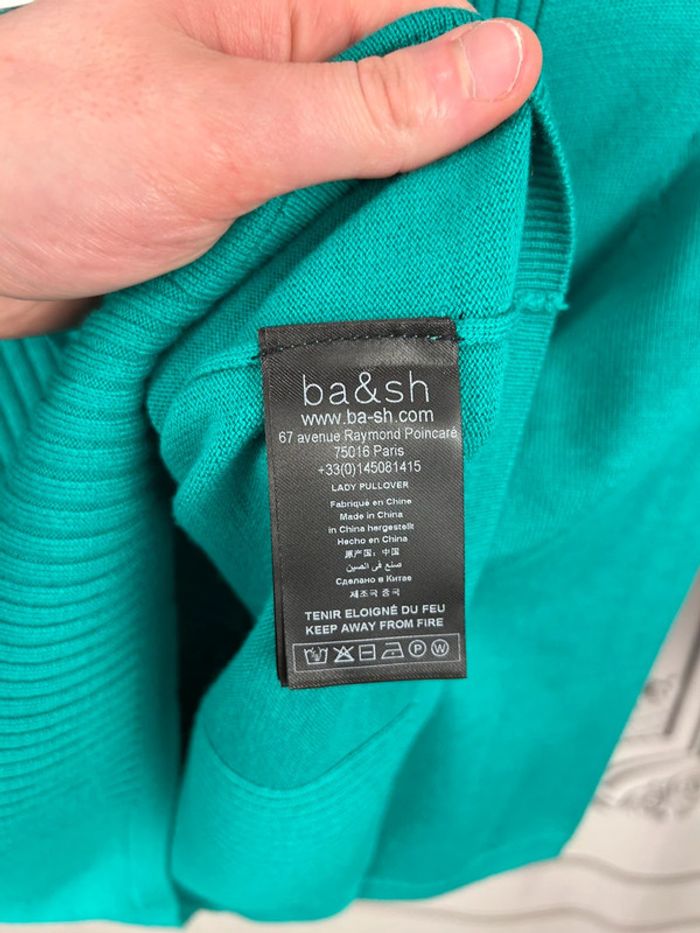 ba&sh
www.ba-sh.com
67 avenue Raymond Poincaré
75016 Paris
+33(0)145081415
LADY PULLOVER
Fabriqué en Chine
Made in China
in China hergestellt
Hecho en China
原产国：中国
صنع فى الصين
Сделано в Китае
제조국 중국
TENIR ELOIGNÉ DU FEU
KEEP AWAY FROM FIRE
P W